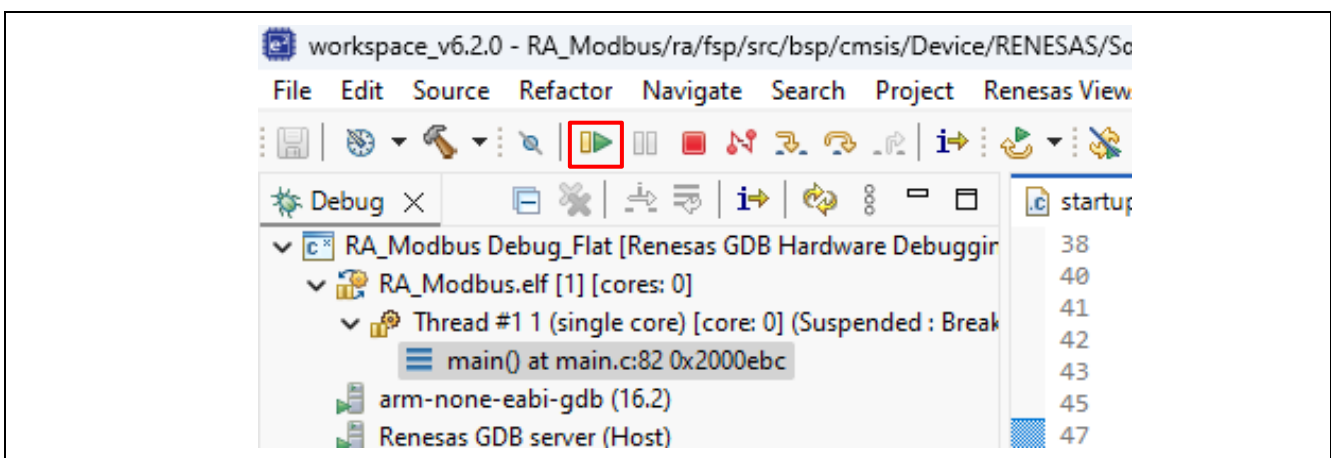 workspace_v6.2.0 - RA_Modbus/ra/fsp/src/bsp/cmsis/Device/RENESAS/So
File Edit Source Refactor Navigate Search Project Renesas View
Debug
startup
RA_Modbus Debug_Flat [Renesas GDB Hardware Debuggin
38
RA_Modbus.elf [1] [cores: 0]
40
Thread #1 1 (single core) [core: 0] (Suspended : Break
41
42
main() at main.c:82 0x2000ebc
43
arm-none-eabi-gdb (16.2)
45
Renesas GDB server (Host)
47